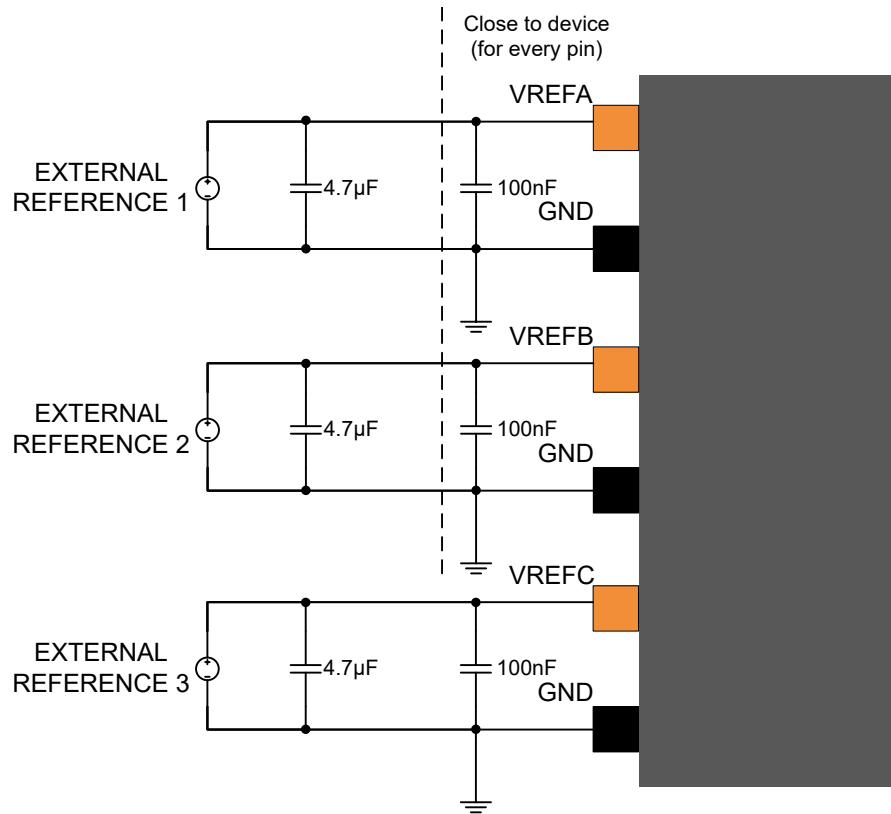 Close to device
(for every pin)
VREFA
EXTERNAL
REFERENCE 1
4.7µF
100nF
GND
VREFB
EXTERNAL
REFERENCE 2
4.7µF
100nF
GND
VREFC
EXTERNAL
REFERENCE 3
4.7µF
100nF
GND